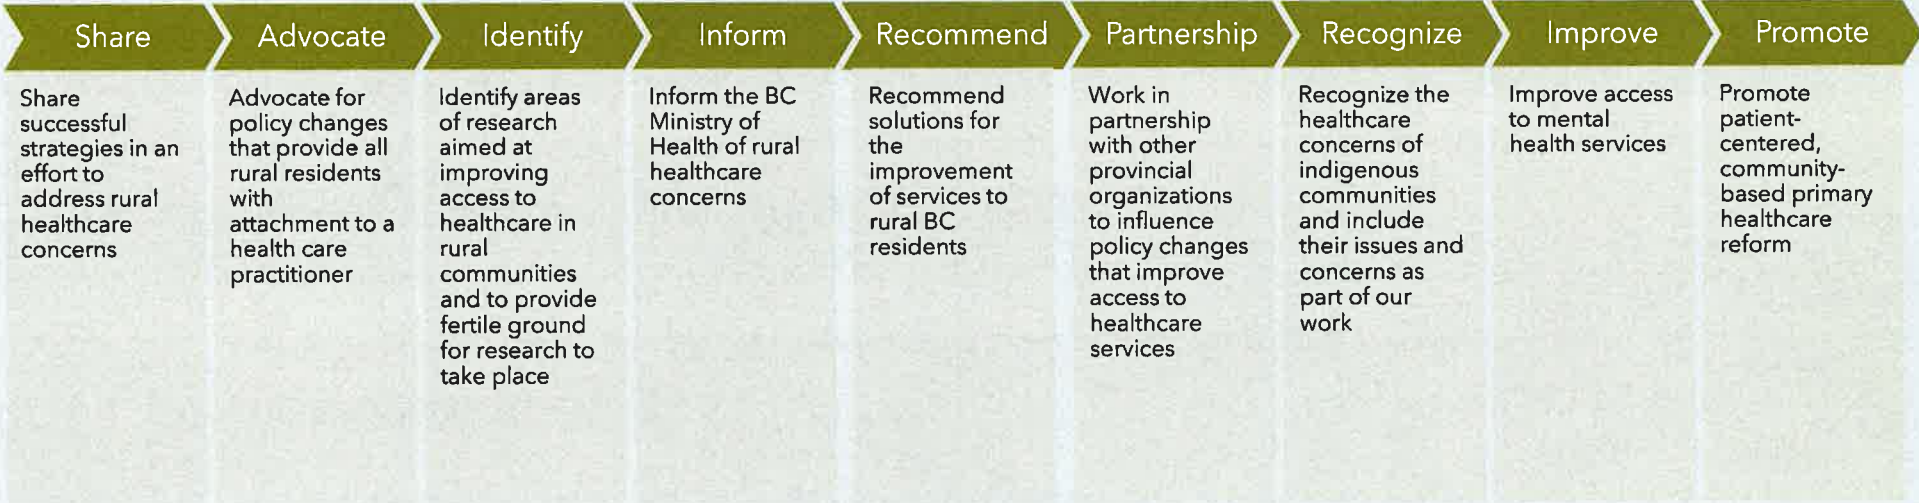 Share
Advocate
Identify
Inform
Recommend
Partnership
Recognize
Improve
Promote
Share
successful
strategies in an
effort to
address rural
healthcare
concerns
Advocate for
policy changes
that provide all
rural residents
with
attachment to a
health care
practitioner
Identify areas
of research
aimed at
improving
access to
healthcare in
rural
communities
and to provide
fertile ground
for research to
take place
Inform the BC
Ministry of
Health of rural
healthcare
concerns
Recommend
solutions for
the
improvement
of services to
rural BC
residents
Work in
partnership
with other
provincial
organizations
to influence
policy changes
that improve
access to
healthcare
services
Recognize the
healthcare
concerns of
indigenous
communities
and include
their issues and
concerns as
part of our
work
Improve access
to mental
health services
Promote
patient-
centered,
community-
based primary
healthcare
reform